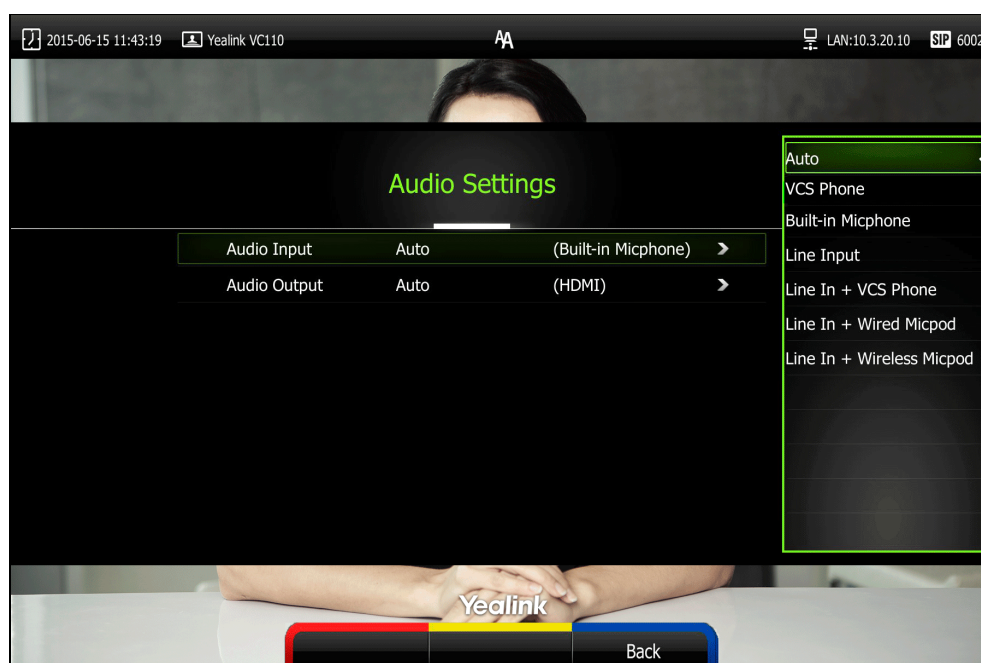 2015-06-15 11:43:19 Yealink VC110 AA LAN:10.3.20.10 SIP 6002
Audio Settings
Audio Input Auto (Built-in Micphone)
Audio Output Auto (HDMI)
Auto
VCS Phone
Built-in Micphone
Line Input
Line In + VCS Phone
Line In + Wired Micpod
Line In + Wireless Micpod
Yealink
Back